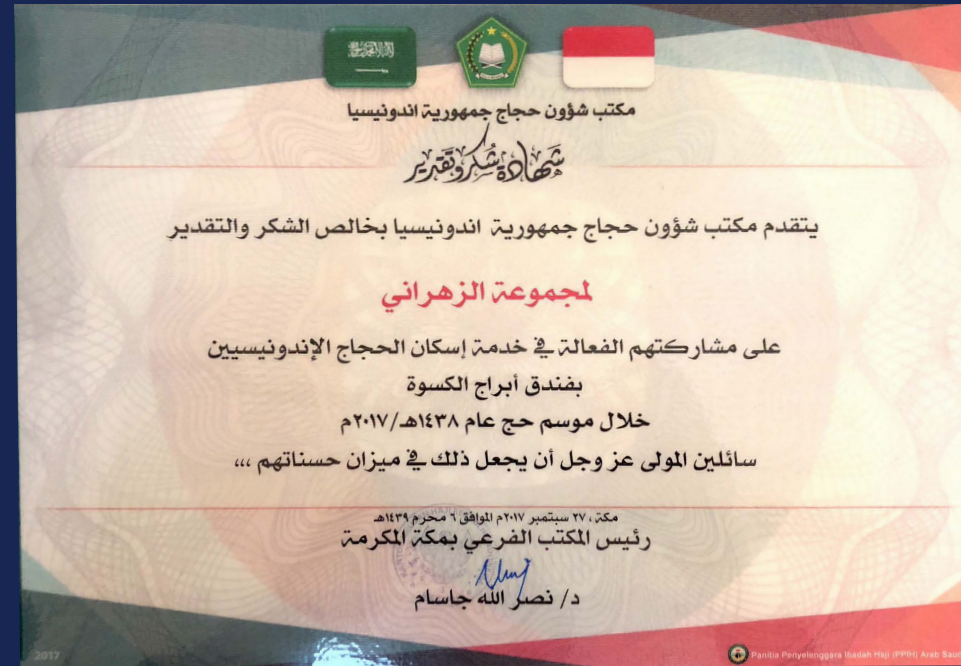 مكتب شؤون حجاج جمهورية اندونيسيا
شهادة شكر وتقدير
يتقدم مكتب شؤون حجاج جمهورية اندونيسيا بخالص الشكر والتقدير
لمجموعة الزهراني
على مشاركتهم الفعالة في خدمة إسكان الحجاج الإندونيسيين
بفندق أبراج الكسوة
خلال موسم حج عام ١٤٣٨هـ/٢٠١٧م
سائلين المولى عز وجل أن يجعل ذلك في ميزان حسناتهم ،،،
مكة ، ٢٧ سبتمبر ٢٠١٧م الموافق ٦ محرم ١٤٣٩هـ
رئيس المكتب الفرعي بمكة المكرمة
د/ نصر الله جاسام
2017
Panitia Penyelenggara Ibadah Haji (PPIH) Arab Saud